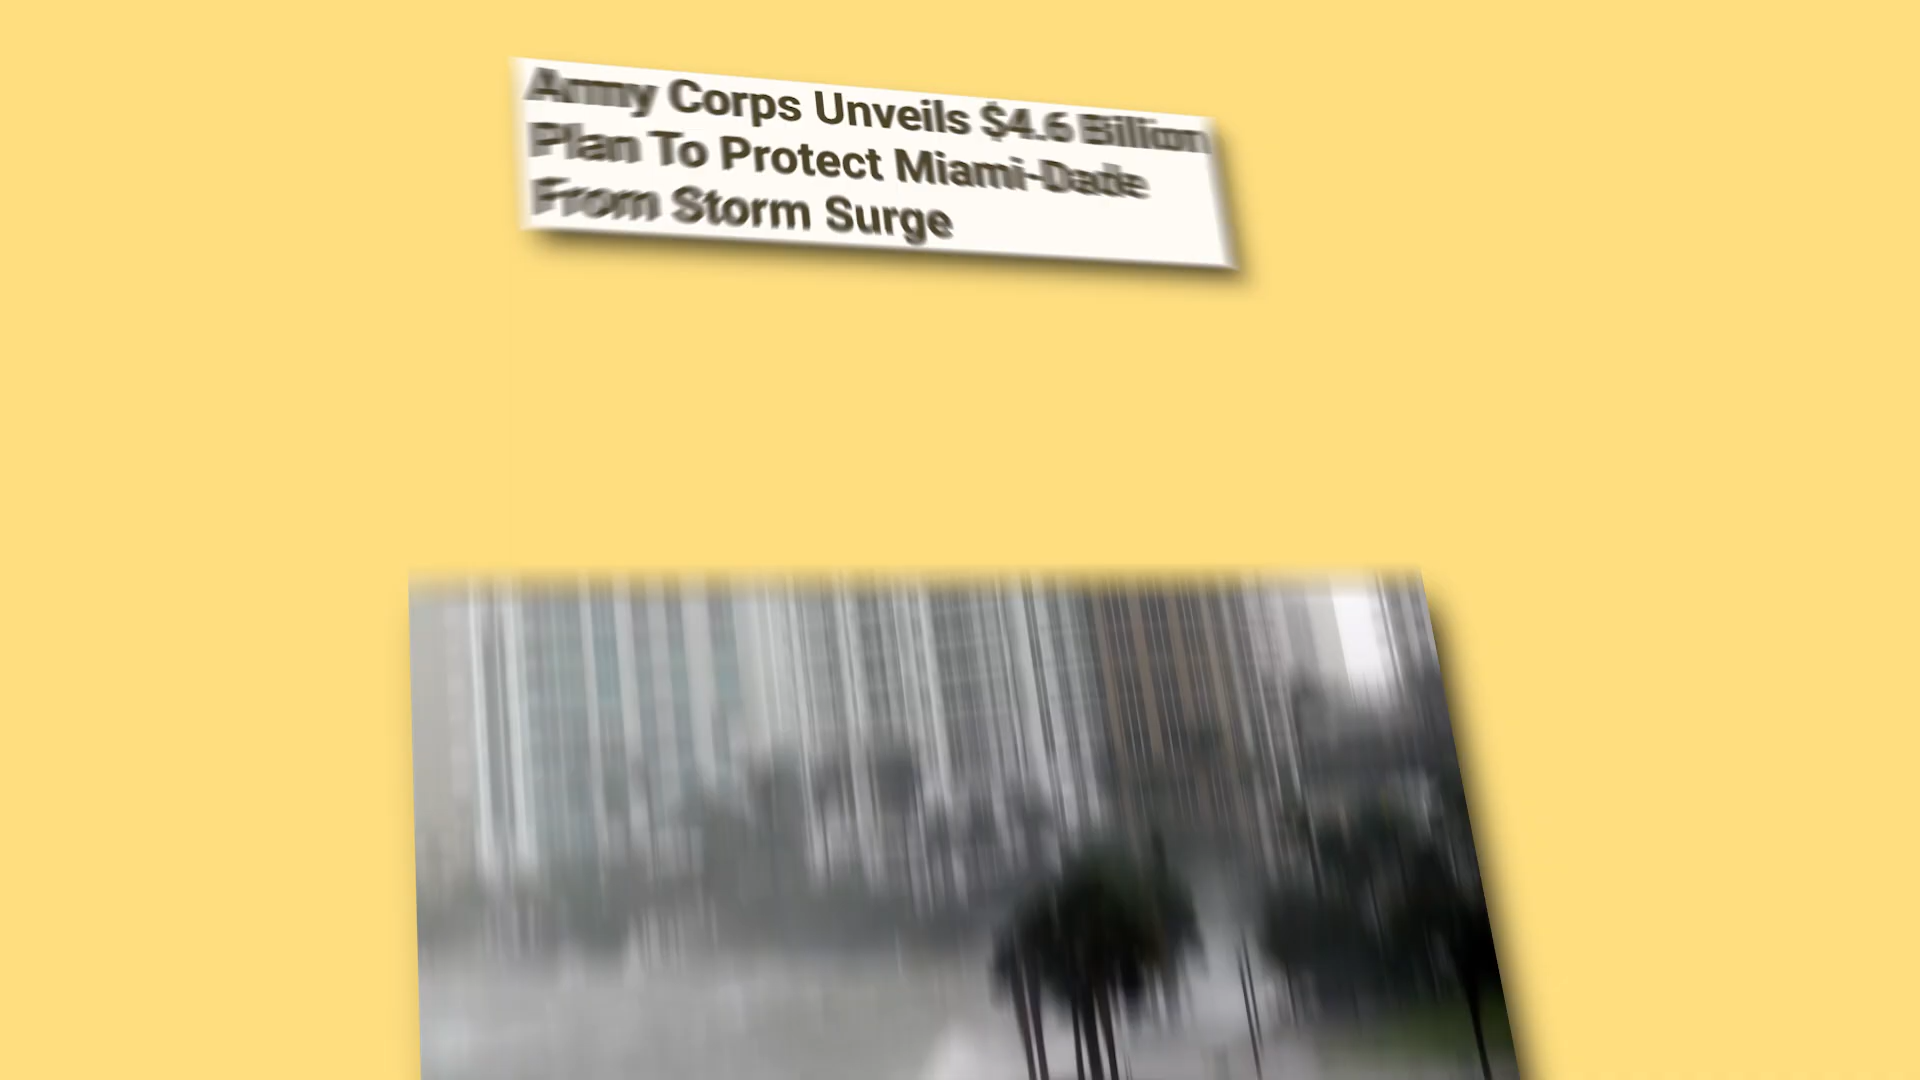 Army Corps Unveils $4.6 Billion
Plan To Protect Miami-Dade
From Storm Surge